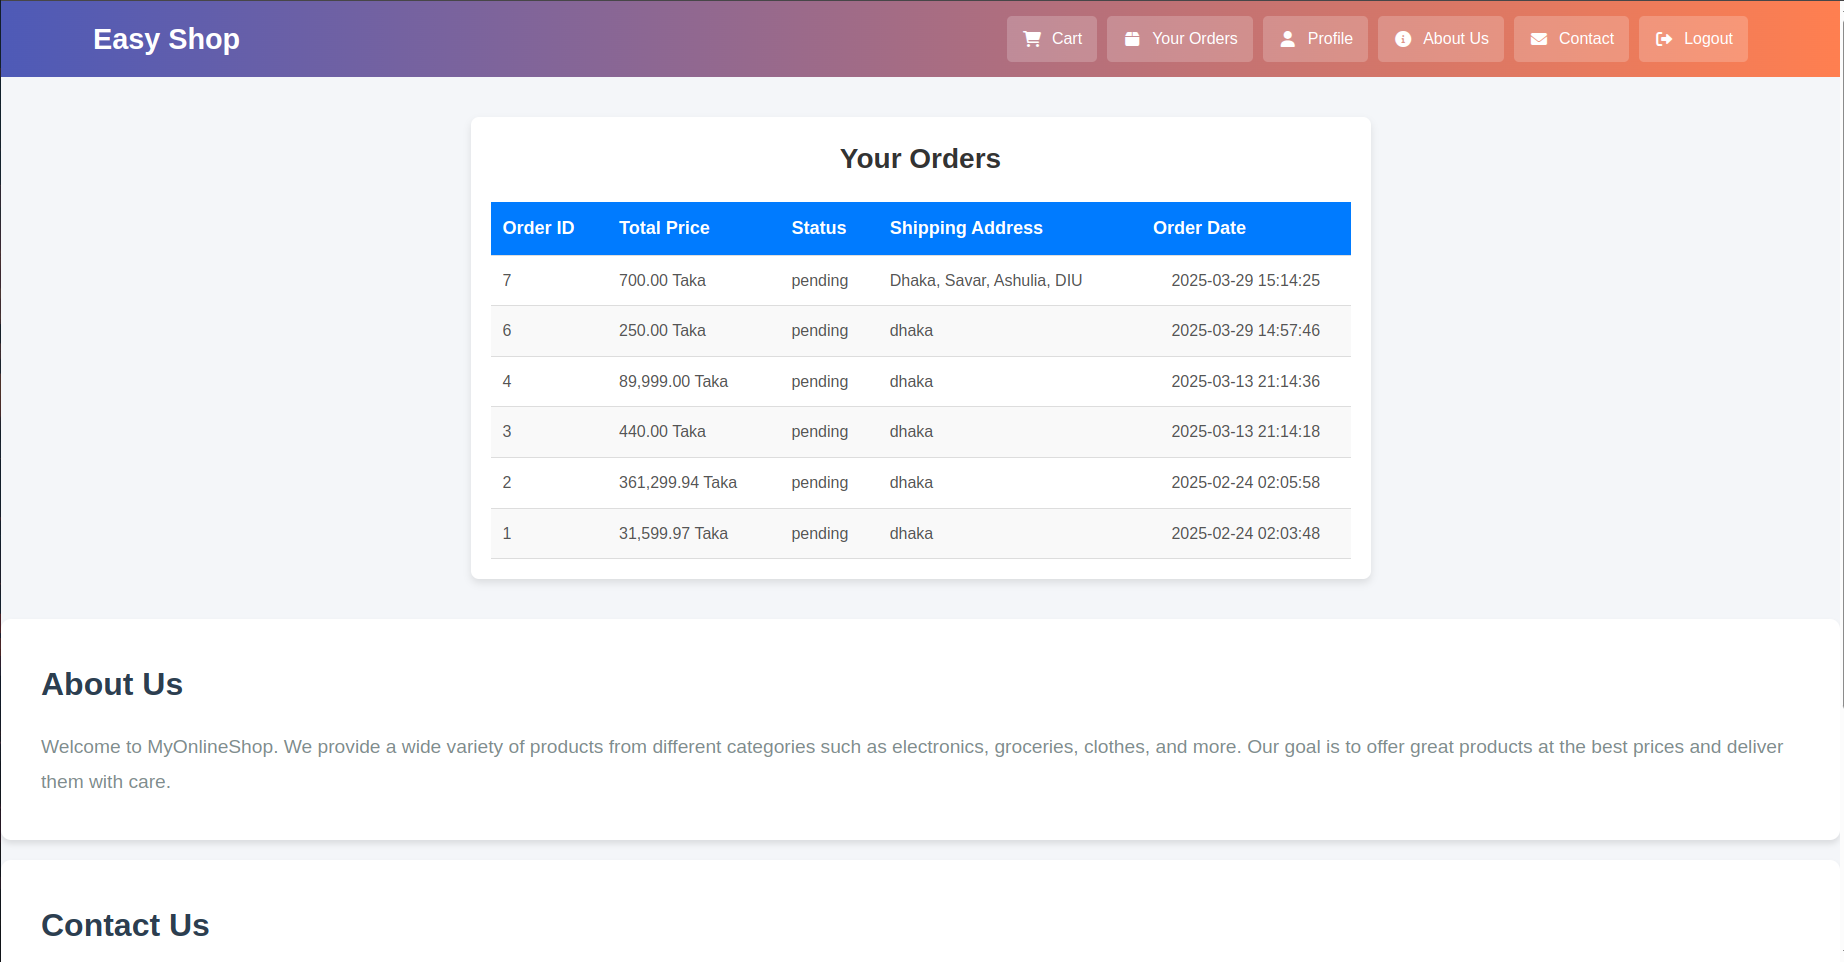 Easy Shop Cart Your Orders Profile About Us Contact Logout
Your Orders
Order ID Total Price Status Shipping Address Order Date
7 700.00 Taka pending Dhaka, Savar, Ashulia, DIU 2025-03-29 15:14:25
6 250.00 Taka pending dhaka 2025-03-29 14:57:46
4 89,999.00 Taka pending dhaka 2025-03-13 21:14:36
3 440.00 Taka pending dhaka 2025-03-13 21:14:18
2 361,299.94 Taka pending dhaka 2025-02-24 02:05:58
1 31,599.97 Taka pending dhaka 2025-02-24 02:03:48
About Us
Welcome to MyOnlineShop. We provide a wide variety of products from different categories such as electronics, groceries, clothes, and more. Our goal is to offer great products at the best prices and deliver
them with care.
Contact Us